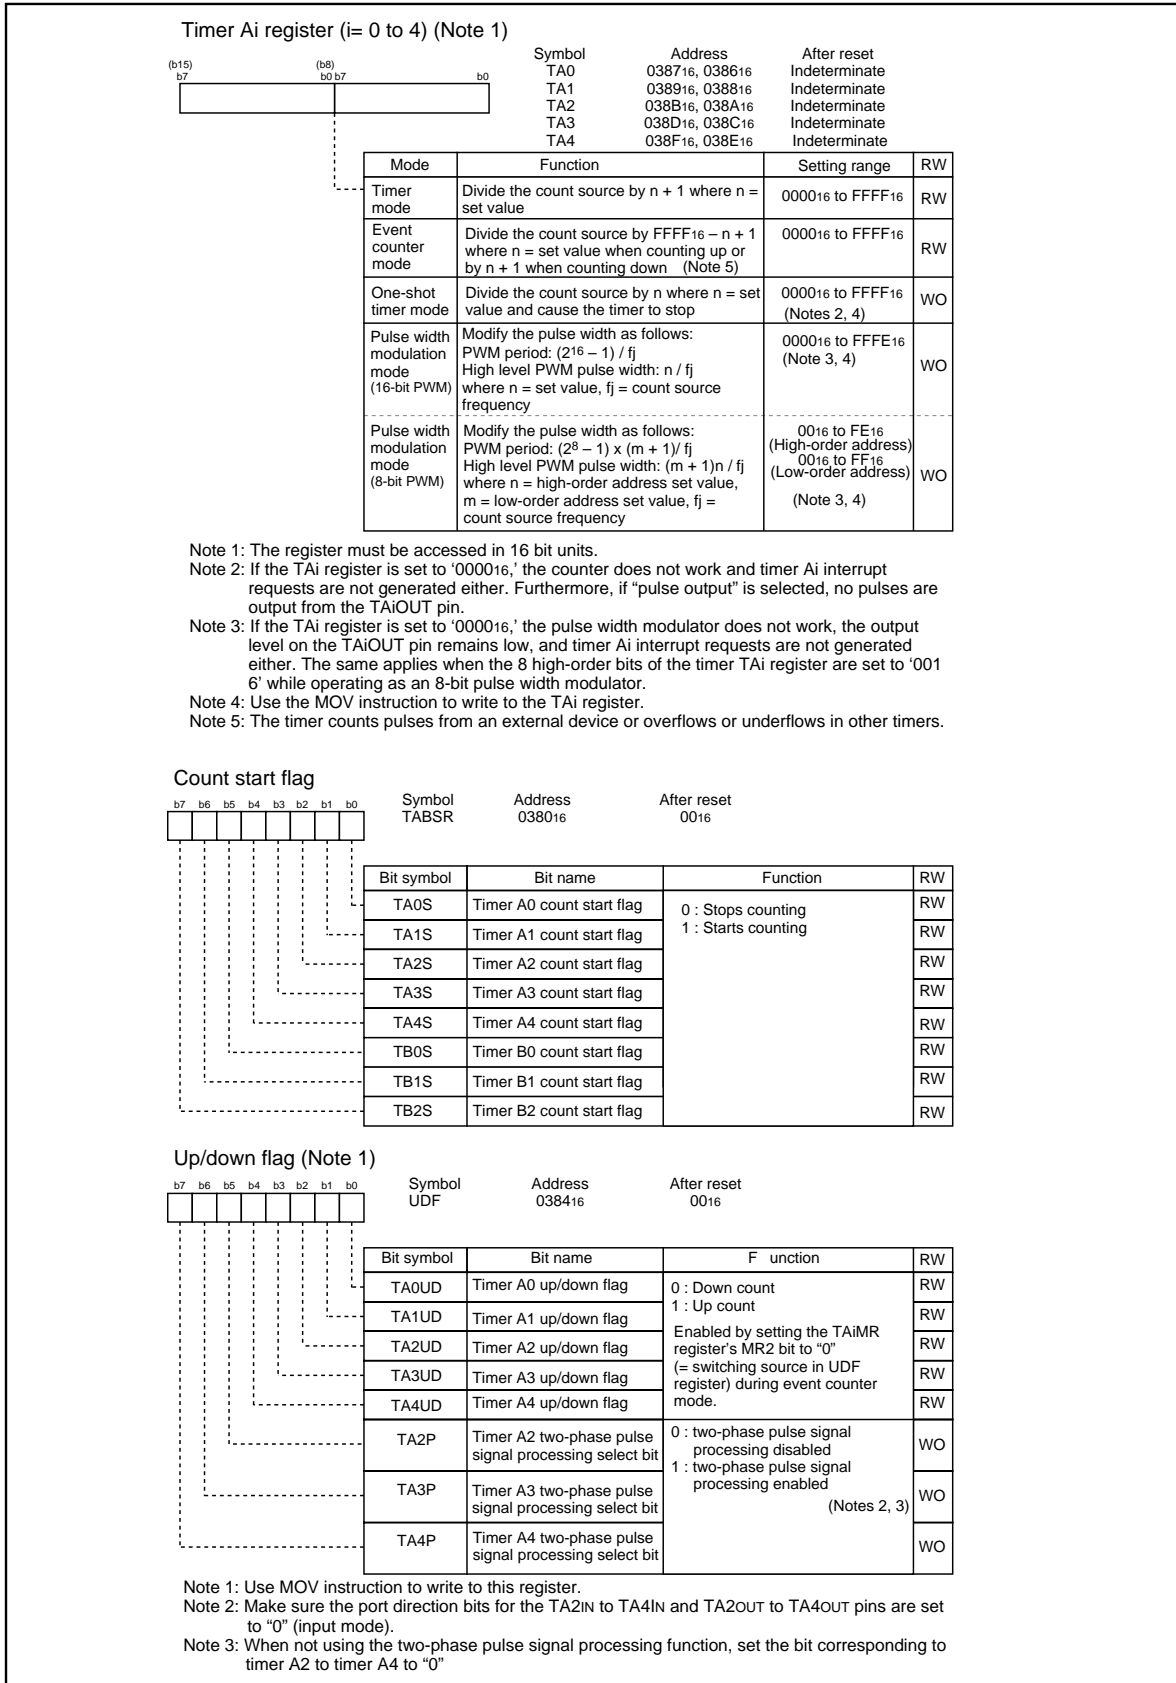 Timer Ai register (i= 0 to 4) (Note 1)
Symbol Address After reset
TA0 038716, 038616 Indeterminate
TA1 038916, 038816 Indeterminate
TA2 038B16, 038A16 Indeterminate
TA3 038D16, 038C16 Indeterminate
TA4 038F16, 038E16 Indeterminate
(b15) (b8)
b7 b0 b7 b0
Mode Function Setting range RW
Timer mode Divide the count source by n + 1 where n = set value 000016 to FFFF16 RW
Event counter mode Divide the count source by FFFF16 – n + 1 where n = set value when counting up or by n + 1 when counting down (Note 5) 000016 to FFFF16 RW
One-shot timer mode Divide the count source by n where n = set value and cause the timer to stop 000016 to FFFF16 (Notes 2, 4) WO
Pulse width modulation mode (16-bit PWM) Modify the pulse width as follows:
PWM period: (216 – 1) / fj
High level PWM pulse width: n / fj
where n = set value, fj = count source frequency
000016 to FFFE16 (Note 3, 4) WO
Pulse width modulation mode (8-bit PWM) Modify the pulse width as follows:
PWM period: (28 – 1) x (m + 1)/ fj
High level PWM pulse width: (m + 1)n / fj
where n = high-order address set value,
m = low-order address set value, fj =
count source frequency
0016 to FE16
(High-order address)
0016 to FF16
(Low-order address)
(Note 3, 4)
WO
Note 1: The register must be accessed in 16 bit units.
Note 2: If the TAi register is set to ‘000016,’ the counter does not work and timer Ai interrupt
requests are not generated either. Furthermore, if “pulse output” is selected, no pulses are
output from the TAiOUT pin.
Note 3: If the TAi register is set to ‘000016,’ the pulse width modulator does not work, the output
level on the TAiOUT pin remains low, and timer Ai interrupt requests are not generated
either. The same applies when the 8 high-order bits of the timer TAi register are set to ‘001
6’ while operating as an 8-bit pulse width modulator.
Note 4: Use the MOV instruction to write to the TAi register.
Note 5: The timer counts pulses from an external device or overflows or underflows in other timers.
Count start flag
b7 b6 b5 b4 b3 b2 b1 b0
Symbol Address After reset
TABSR 038016 0016
Bit symbol Bit name Function RW
TA0S Timer A0 count start flag 0 : Stops counting RW
TA1S Timer A1 count start flag 1 : Starts counting RW
TA2S Timer A2 count start flag RW
TA3S Timer A3 count start flag RW
TA4S Timer A4 count start flag RW
TB0S Timer B0 count start flag RW
TB1S Timer B1 count start flag RW
TB2S Timer B2 count start flag RW
Up/down flag (Note 1)
b7 b6 b5 b4 b3 b2 b1 b0
Symbol Address After reset
UDF 038416 0016
Bit symbol Bit name F unction RW
TA0UD Timer A0 up/down flag RW
TA1UD Timer A1 up/down flag RW
TA2UD Timer A2 up/down flag RW
TA3UD Timer A3 up/down flag RW
TA4UD Timer A4 up/down flag RW
0 : Down count
1 : Up count
Enabled by setting the TAiMR
register’s MR2 bit to “0”
(= switching source in UDF
register) during event counter
mode.
TA2P Timer A2 two-phase pulse signal processing select bit WO
TA3P Timer A3 two-phase pulse signal processing select bit WO
TA4P Timer A4 two-phase pulse signal processing select bit WO
0 : two-phase pulse signal
processing disabled
1 : two-phase pulse signal
processing enabled
(Notes 2, 3)
Note 1: Use MOV instruction to write to this register.
Note 2: Make sure the port direction bits for the TA2IN to TA4IN and TA2OUT to TA4OUT pins are set
to “0” (input mode).
Note 3: When not using the two-phase pulse signal processing function, set the bit corresponding to
timer A2 to timer A4 to “0”